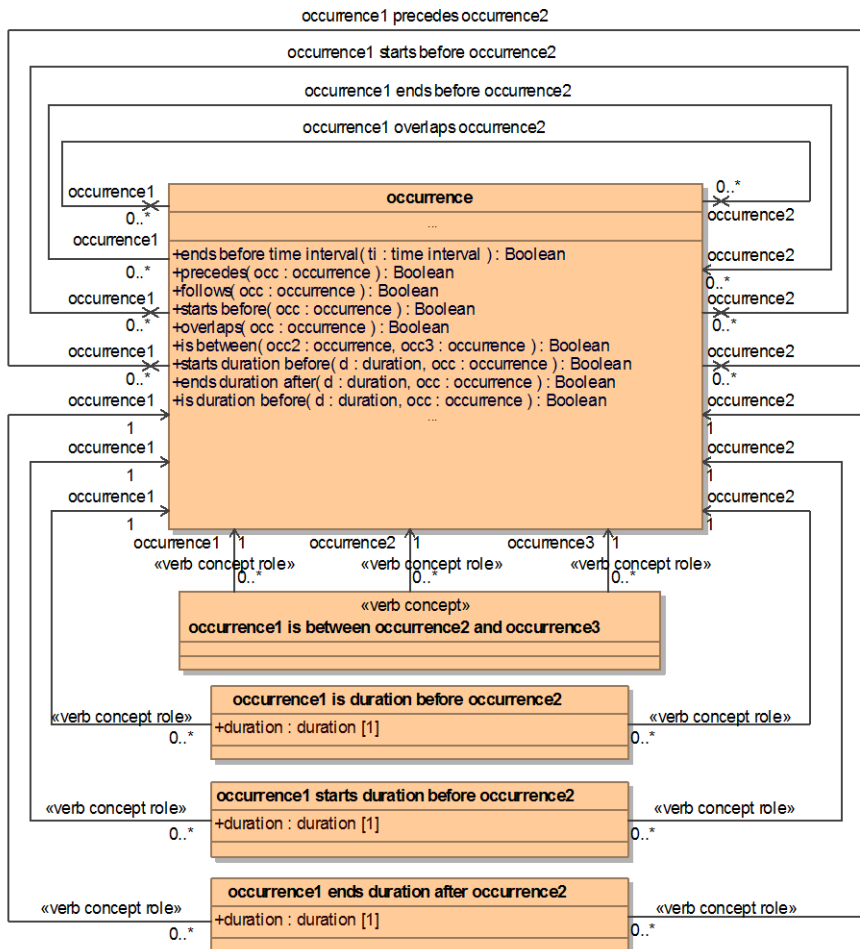 occurrence1 precedes occurrence2
occurrence1 starts before occurrence2
occurrence1 ends before occurrence2
occurrence1 overlaps occurrence2
occurrence1
0..*
0..*
occurrence2
occurrence
...
occurrence1
0..*
occurrence2
0..*
+ends before time interval( ti : time interval ) : Boolean
+precedes( occ : occurrence ) : Boolean
+follows( occ : occurrence ) : Boolean
+starts before( occ : occurrence ) : Boolean
+overlaps( occ : occurrence ) : Boolean
+is between( occ2 : occurrence, occ3 : occurrence ) : Boolean
+starts duration before( d : duration, occ : occurrence ) : Boolean
+ends duration after( d : duration, occ : occurrence ) : Boolean
+is duration before( d : duration, occ : occurrence ) : Boolean
...
occurrence1
0..*
occurrence2
0..*
occurrence1
0..*
occurrence2
0..*
occurrence1
1
occurrence2
1
occurrence1
1
occurrence2
1
occurrence1
1
occurrence2
1
occurrence1
1
occurrence2
1
occurrence3
1
«verb concept role»
«verb concept role»
«verb concept role»
0..*
0..*
0..*
«verb concept»
occurrence1 is between occurrence2 and occurrence3
occurrence1 is duration before occurrence2
+duration : duration [1]
«verb concept role»
0..*
«verb concept role»
0..*
occurrence1 starts duration before occurrence2
+duration : duration [1]
«verb concept role»
0..*
«verb concept role»
0..*
occurrence1 ends duration after occurrence2
+duration : duration [1]
«verb concept role»
0..*
«verb concept role»
0..*